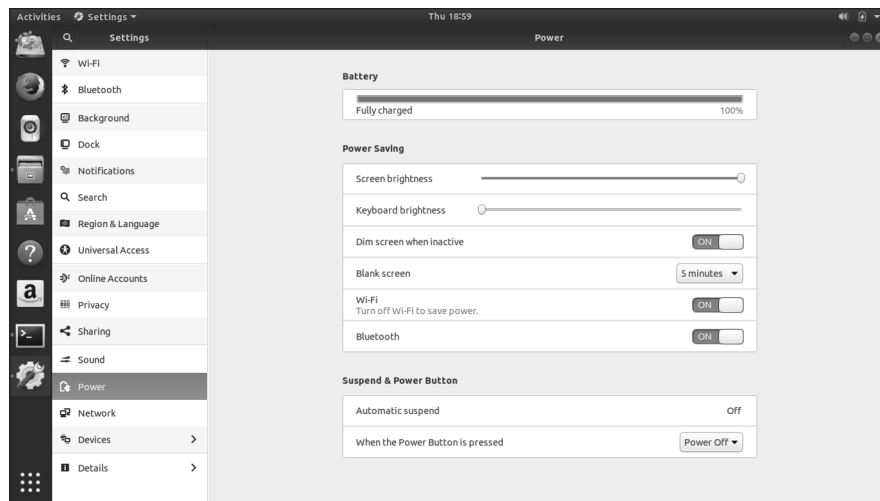 Activities Settings Thu 18:59
Settings Power
Wi-Fi
Bluetooth
Background
Dock
Notifications
Search
Region & Language
Universal Access
Online Accounts
Privacy
Sharing
Sound
Power
Network
Devices
Details
Battery
Fully charged 100%
Power Saving
Screen brightness
Keyboard brightness
Dim screen when inactive ON
Blank screen 5 minutes
Wi-Fi ON
Turn off Wi-Fi to save power.
Bluetooth ON
Suspend & Power Button
Automatic suspend Off
When the Power Button is pressed Power Off